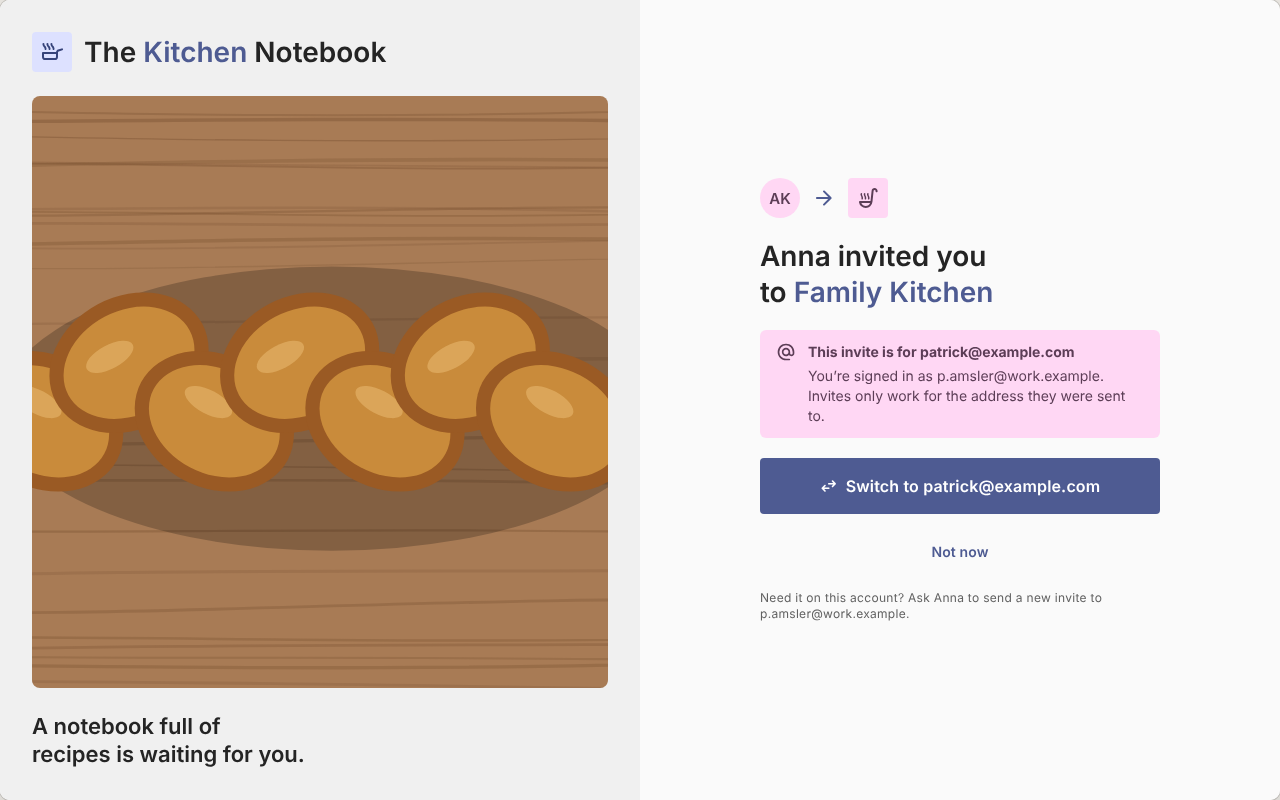 The Kitchen Notebook
A notebook full of
recipes is waiting for you.
AK
Anna invited you
to Family Kitchen
This invite is for patrick@example.com
You’re signed in as p.amsler@work.example.
Invites only work for the address they were sent
to.
Switch to patrick@example.com
Not now
Need it on this account? Ask Anna to send a new invite to
p.amsler@work.example.